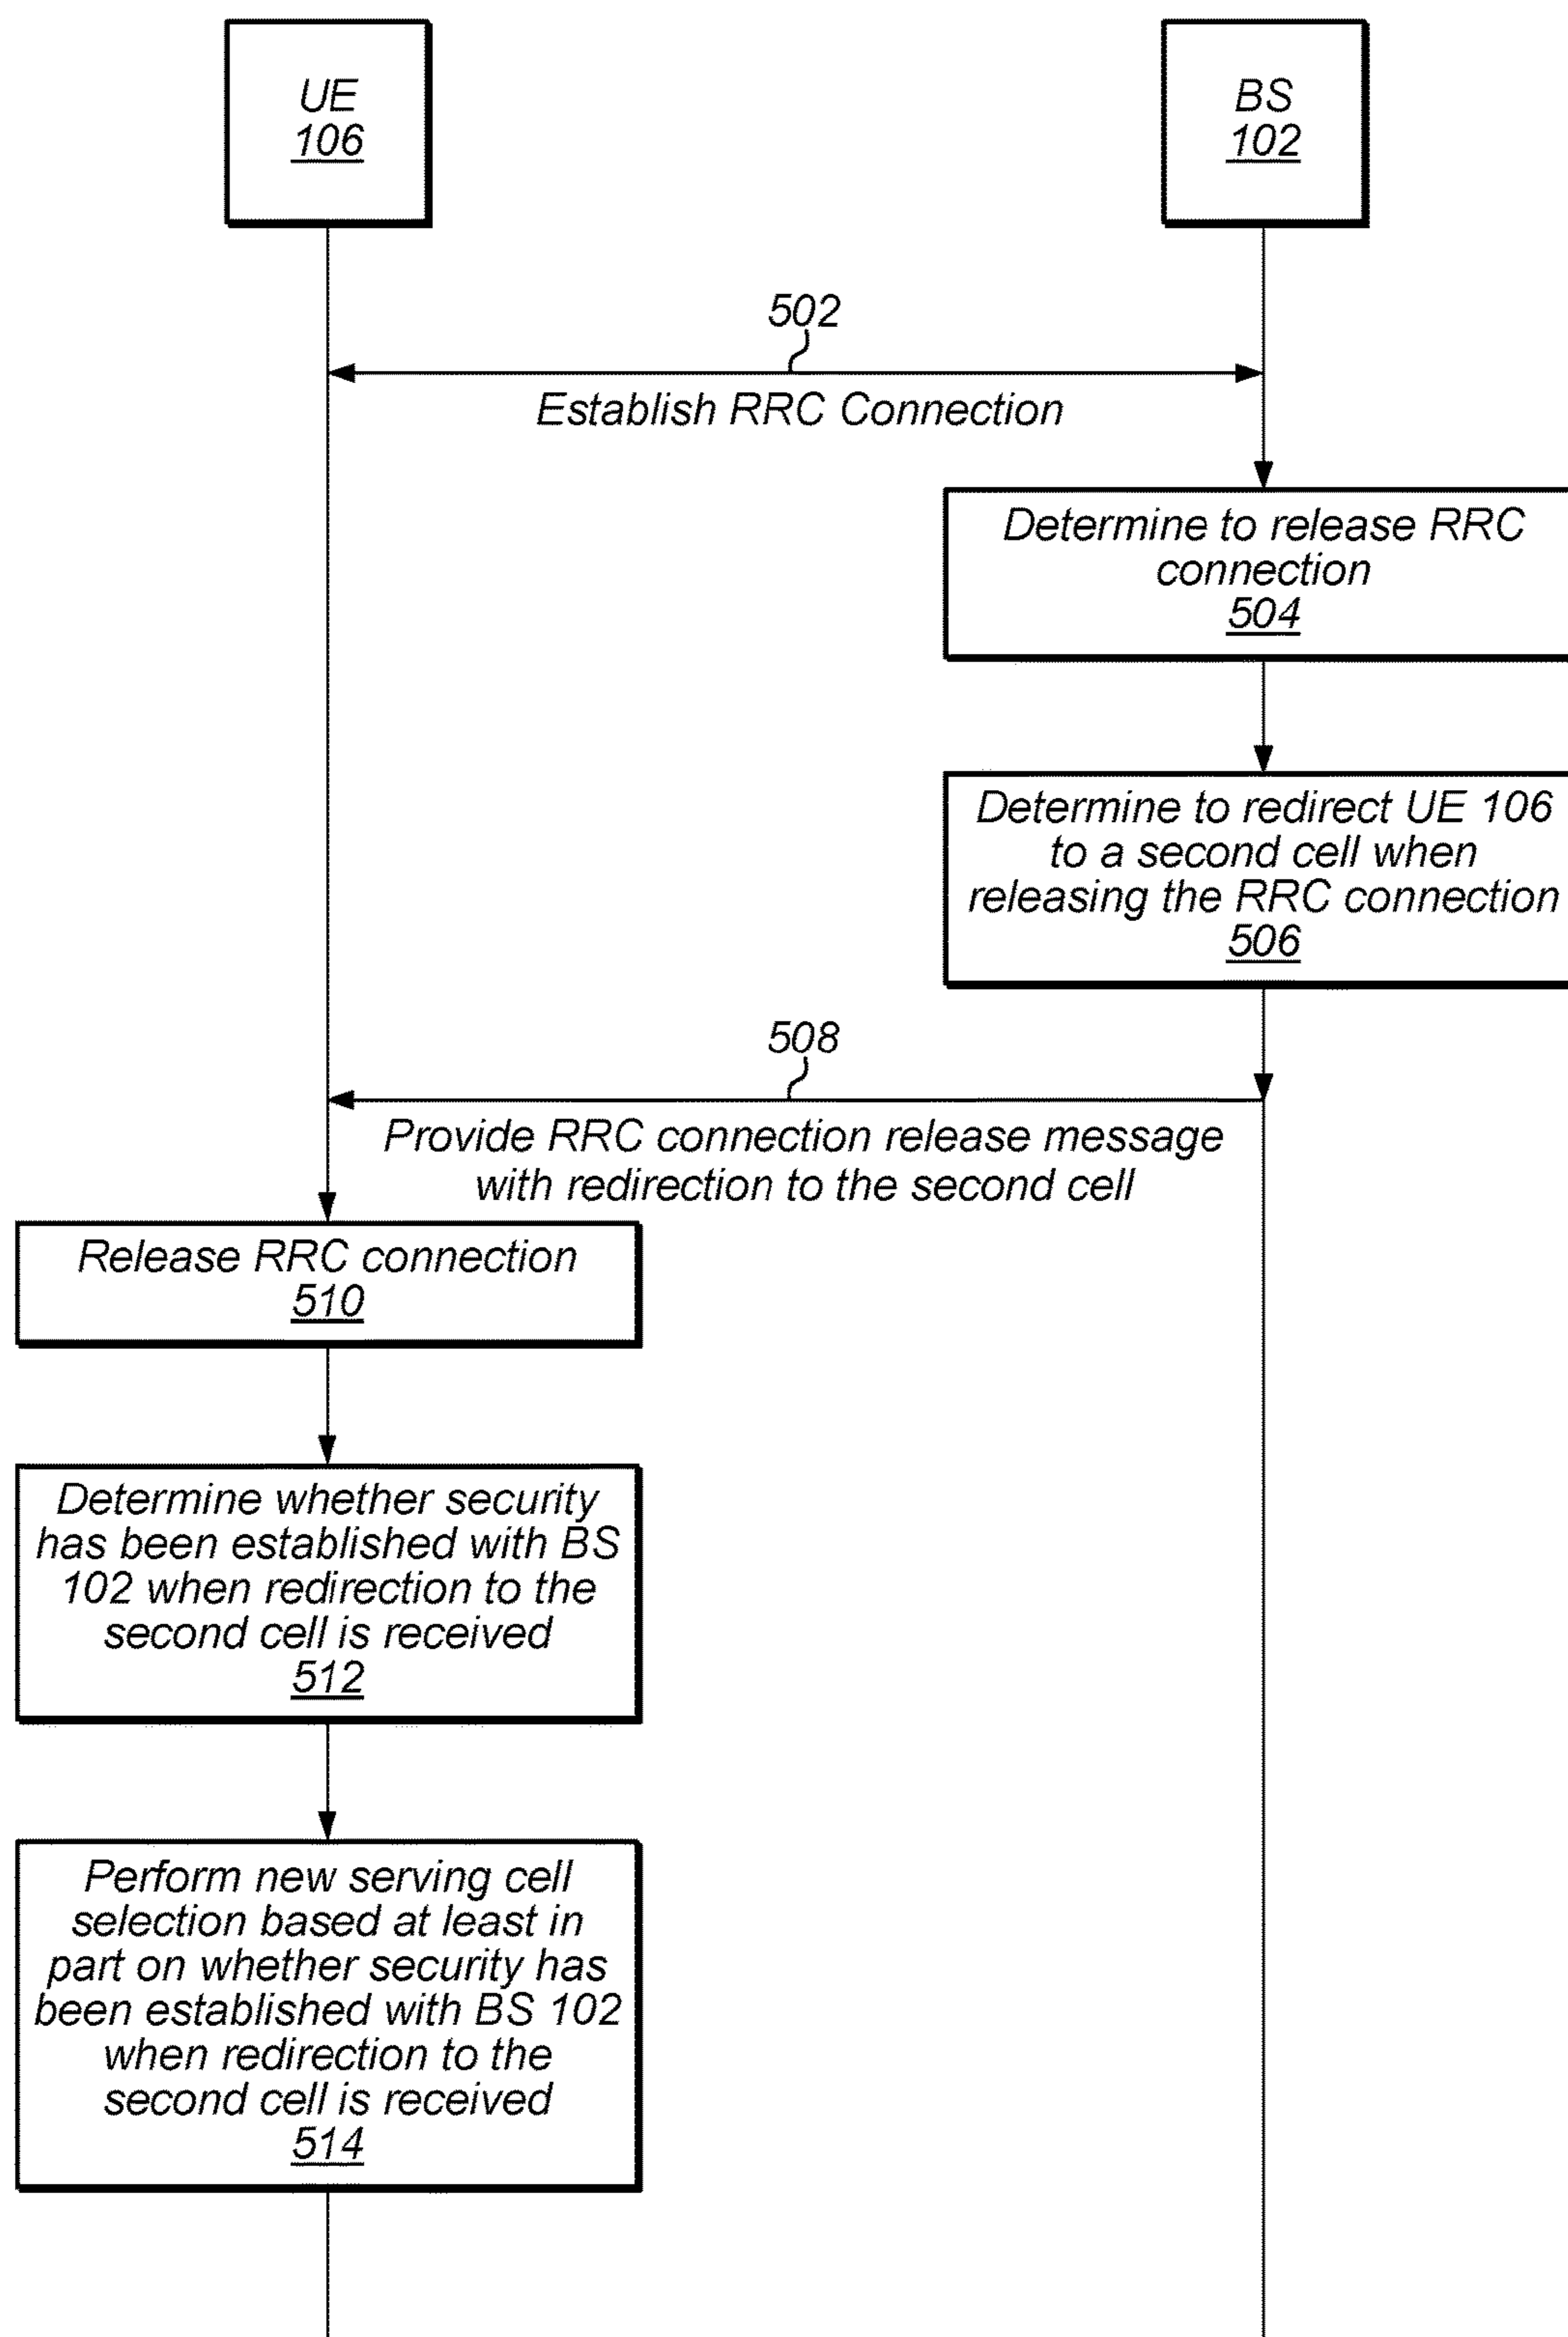 UE
106
BS
102
502
Establish RRC Connection
Determine to release RRC
connection
504
Determine to redirect UE 106
to a second cell when
releasing the RRC connection
506
508
Provide RRC connection release message
with redirection to the second cell
Release RRC connection
510
Determine whether security
has been established with BS
102 when redirection to the
second cell is received
512
Perform new serving cell
selection based at least in
part on whether security has
been established with BS 102
when redirection to the
second cell is received
514